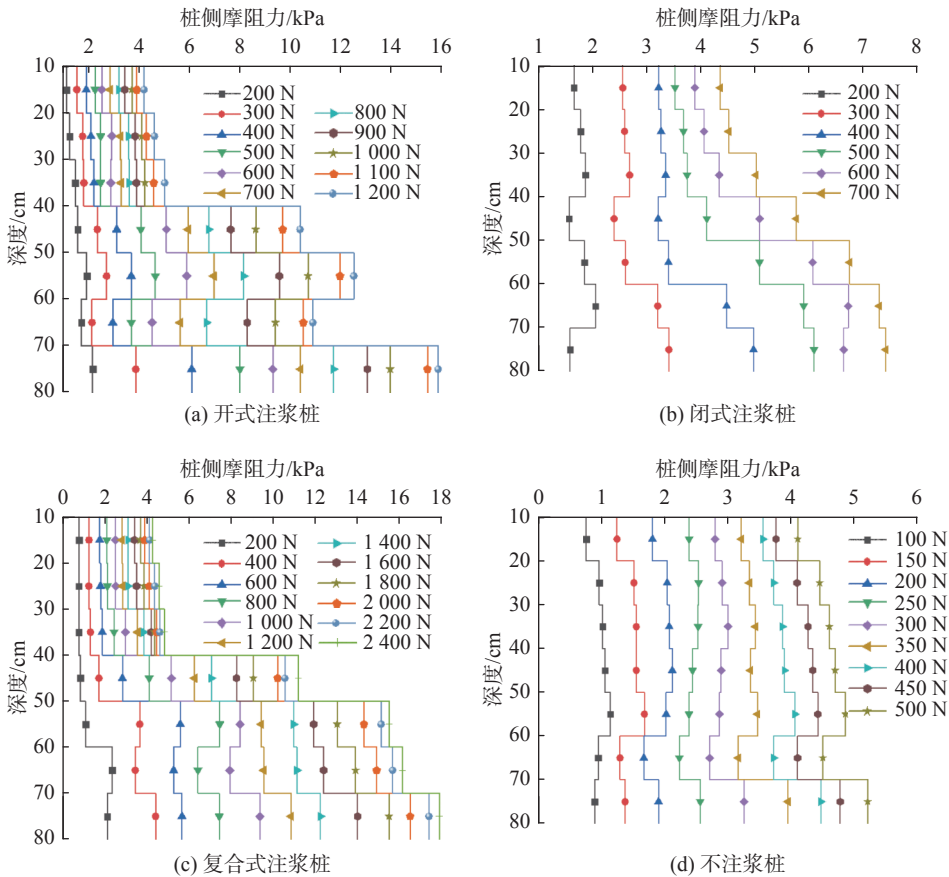 桩侧摩阻力/kPa
2 4 6 8 10 12 14 16
10
20
30
40
50
60
70
80
深度/cm
200 N
300 N
400 N
500 N
600 N
700 N
800 N
900 N
1 000 N
1 100 N
1 200 N
(a) 开式注浆桩
桩侧摩阻力/kPa
1 2 3 4 5 6 7 8
10
20
30
40
50
60
70
80
深度/cm
200 N
300 N
400 N
500 N
600 N
700 N
(b) 闭式注浆桩
桩侧摩阻力/kPa
0 2 4 6 8 10 12 14 16 18
10
20
30
40
50
60
70
80
深度/cm
200 N
400 N
600 N
800 N
1 000 N
1 200 N
1 400 N
1 600 N
1 800 N
2 000 N
2 200 N
2 400 N
(c) 复合式注浆桩
桩侧摩阻力/kPa
0 1 2 3 4 5 6
10
20
30
40
50
60
70
80
深度/cm
100 N
150 N
200 N
250 N
300 N
350 N
400 N
450 N
500 N
(d) 不注浆桩